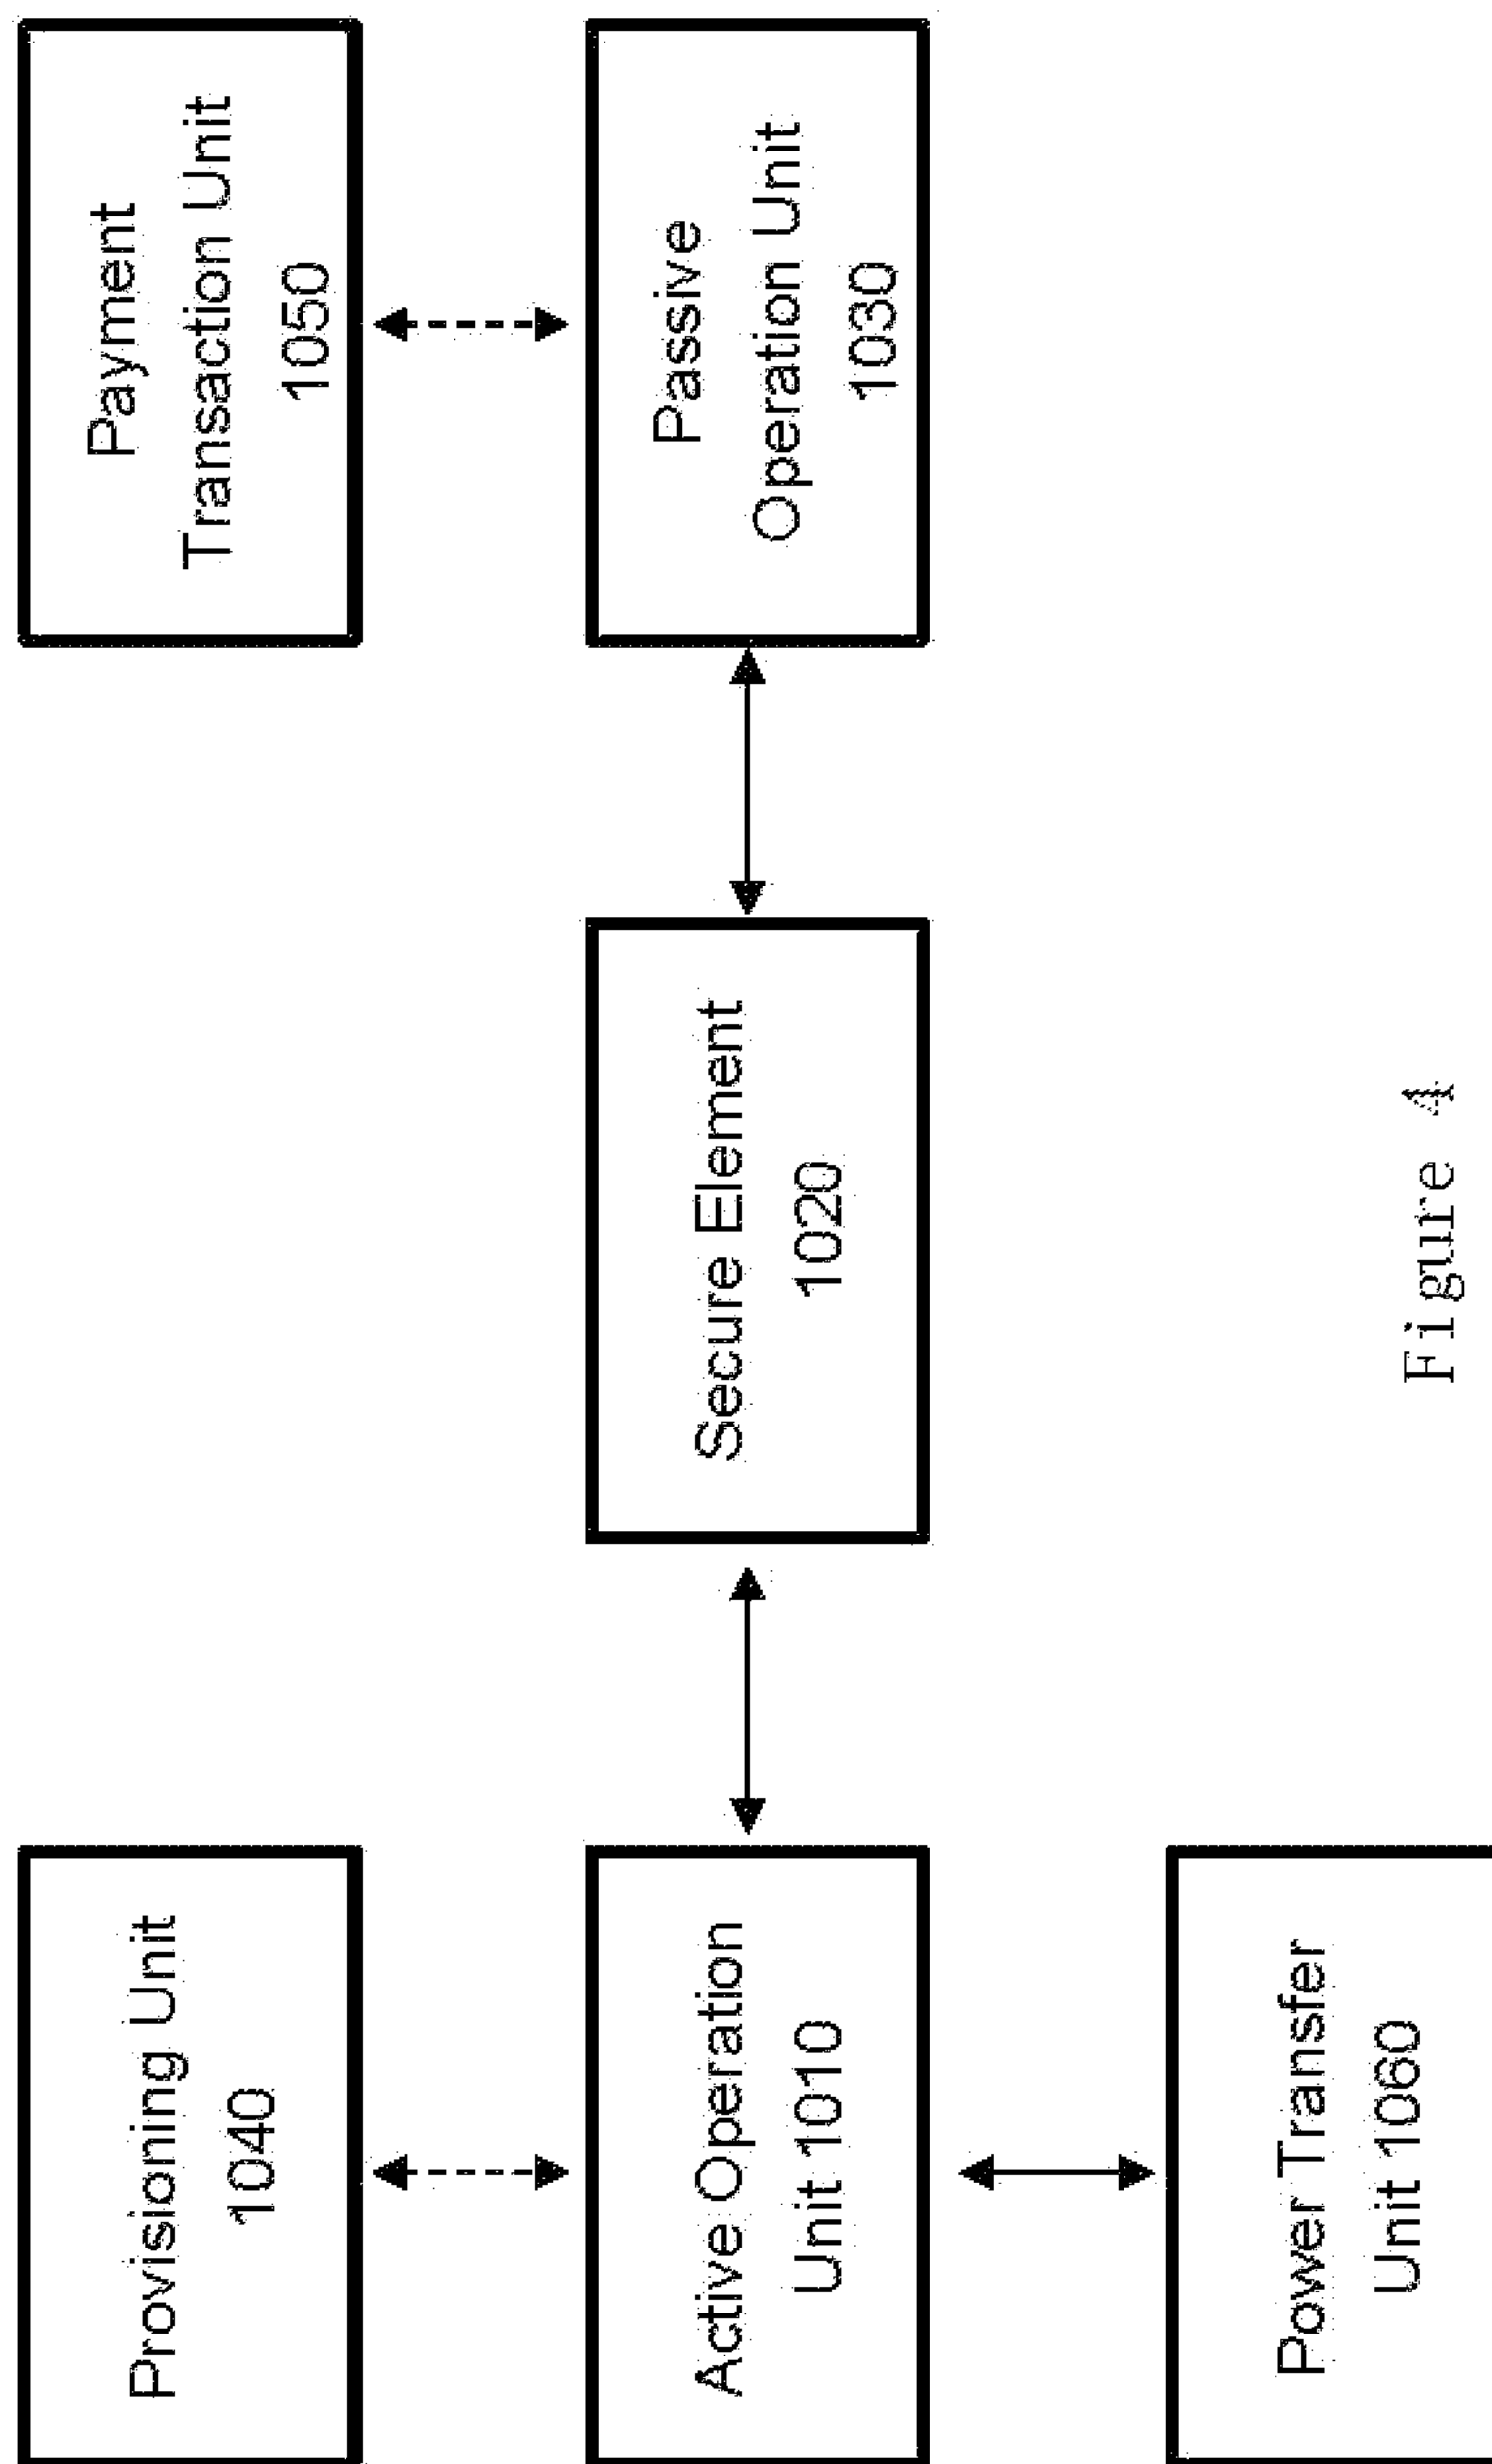 Provisioning Unit
1040
Payment
Transaction Unit
1050
Active Operation
Unit 1010
Secure Element
1020
Passive
Operation Unit
1030
Power Transfer
Unit 1060
Figure 4